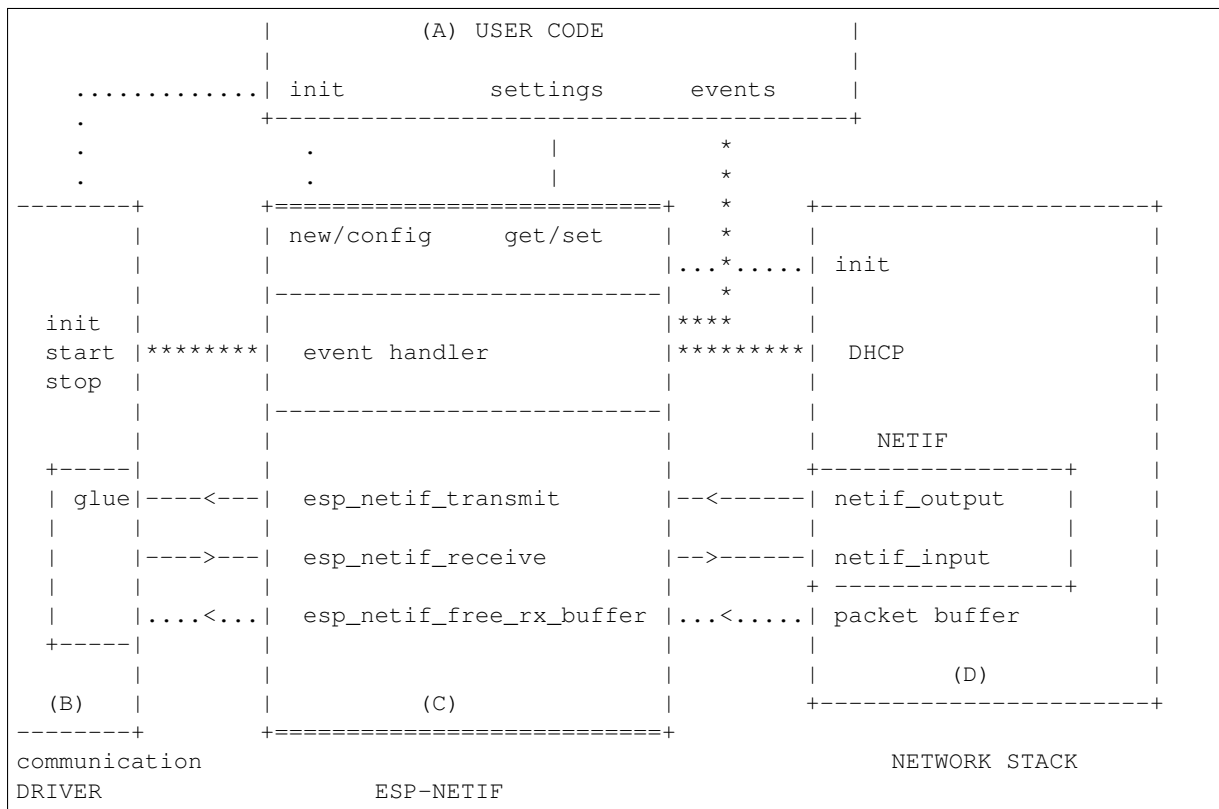 (A) USER CODE
init settings events
new/config get/set
init
init
start event handler DHCP
stop
NETIF
glue esp_netif_transmit netif_output
esp_netif_receive netif_input
esp_netif_free_rx_buffer packet buffer
(D)
(B) (C)
communication NETWORK STACK
DRIVER ESP-NETIF